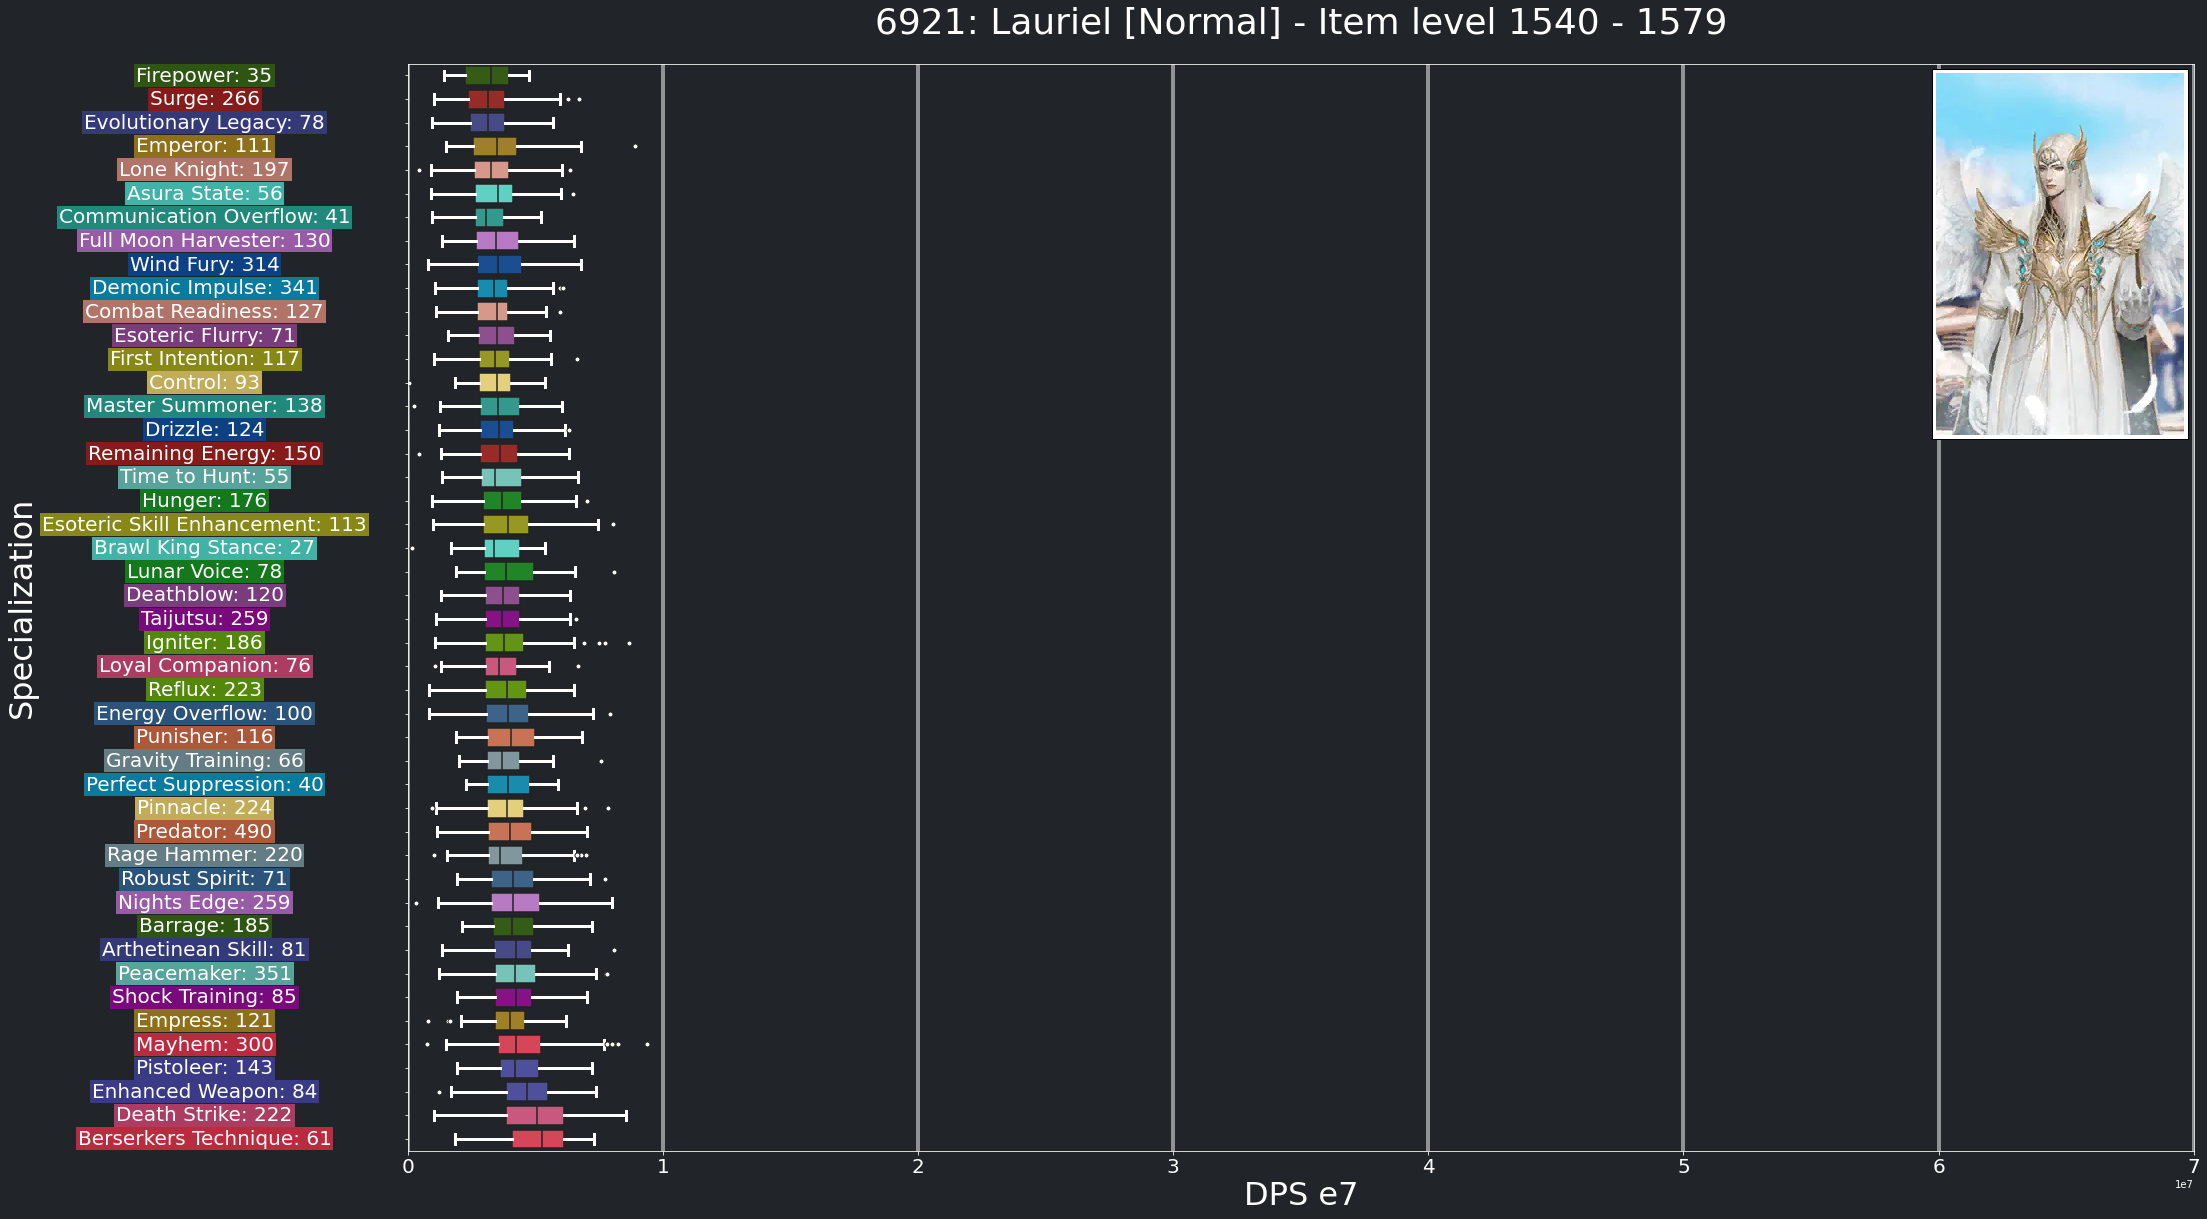 6921: Lauriel [Normal] - Item level 1540 - 1579
Firepower: 35
Surge: 266
Evolutionary Legacy: 78
Emperor: 111
Lone Knight: 197
Asura State: 56
Communication Overflow: 41
Full Moon Harvester: 130
Wind Fury: 314
Demonic Impulse: 341
Combat Readiness: 127
Esoteric Flurry: 71
First Intention: 117
Control: 93
Master Summoner: 138
Drizzle: 124
Remaining Energy: 150
Time to Hunt: 55
Hunger: 176
Esoteric Skill Enhancement: 113
Brawl King Stance: 27
Lunar Voice: 78
Deathblow: 120
Taijutsu: 259
Igniter: 186
Loyal Companion: 76
Reflux: 223
Energy Overflow: 100
Punisher: 116
Gravity Training: 66
Perfect Suppression: 40
Pinnacle: 224
Predator: 490
Rage Hammer: 220
Robust Spirit: 71
Nights Edge: 259
Barrage: 185
Arthetinean Skill: 81
Peacemaker: 351
Shock Training: 85
Empress: 121
Mayhem: 300
Pistoleer: 143
Enhanced Weapon: 84
Death Strike: 222
Berserkers Technique: 61
Specialization
0 1 2 3 4 5 6 7
1e7
DPS e7